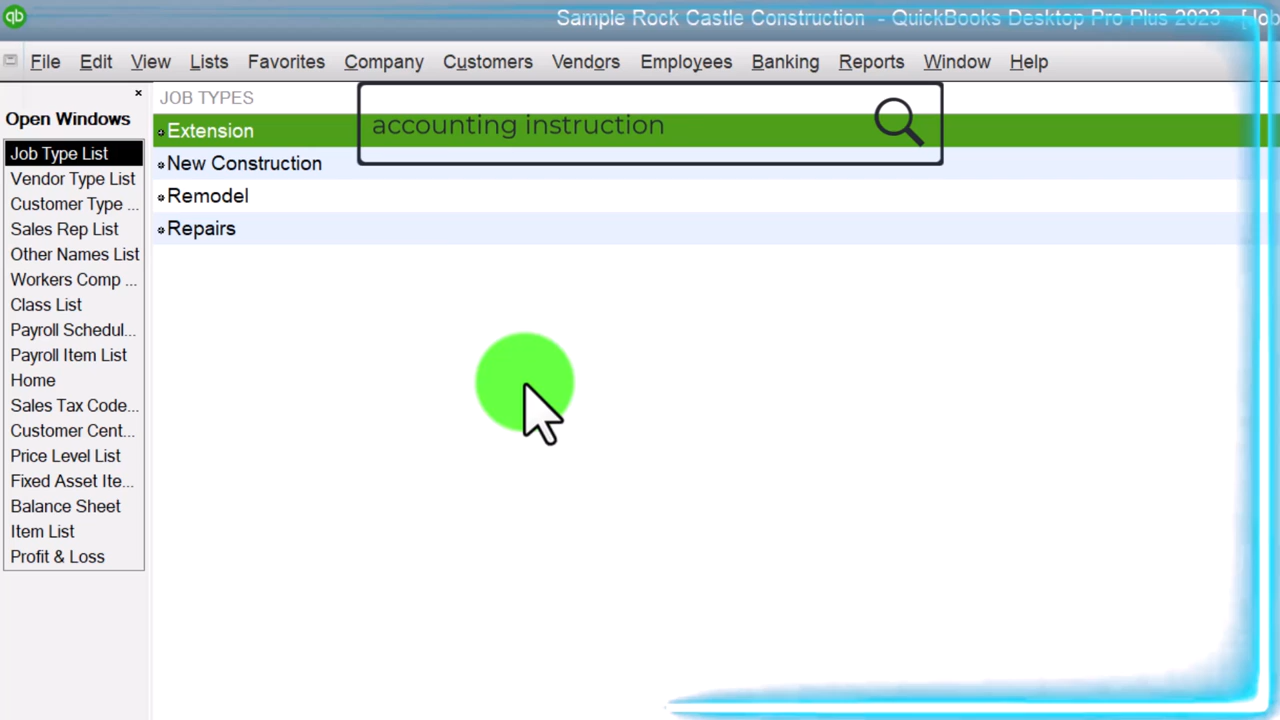 qb
Sample Rock Castle Construction - QuickBooks Desktop Pro Plus 2023 - [Job
File Edit View Lists Favorites Company Customers Vendors Employees Banking Reports Window Help
Open Windows
Job Type List
Vendor Type List
Customer Type ...
Sales Rep List
Other Names List
Workers Comp ...
Class List
Payroll Schedul...
Payroll Item List
Home
Sales Tax Code...
Customer Cent...
Price Level List
Fixed Asset Ite...
Balance Sheet
Item List
Profit & Loss
JOB TYPES
accounting instruction
Extension
New Construction
Remodel
Repairs